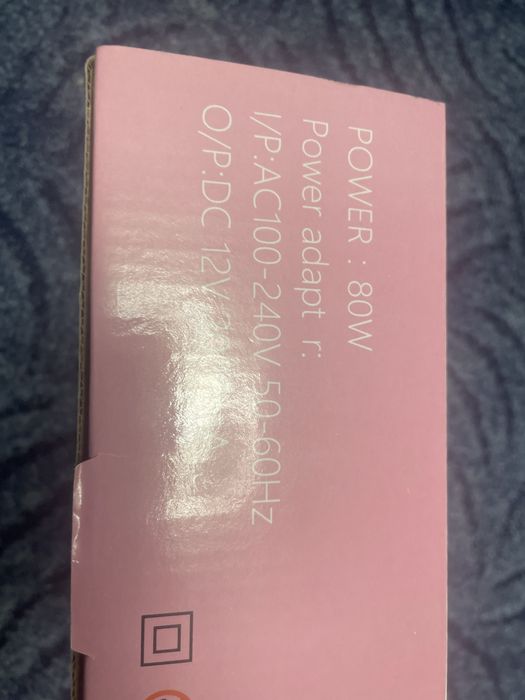 POWER : 80W
Power adapt r:
I/P:AC100-240V 50-60Hz
O/P:DC 12V